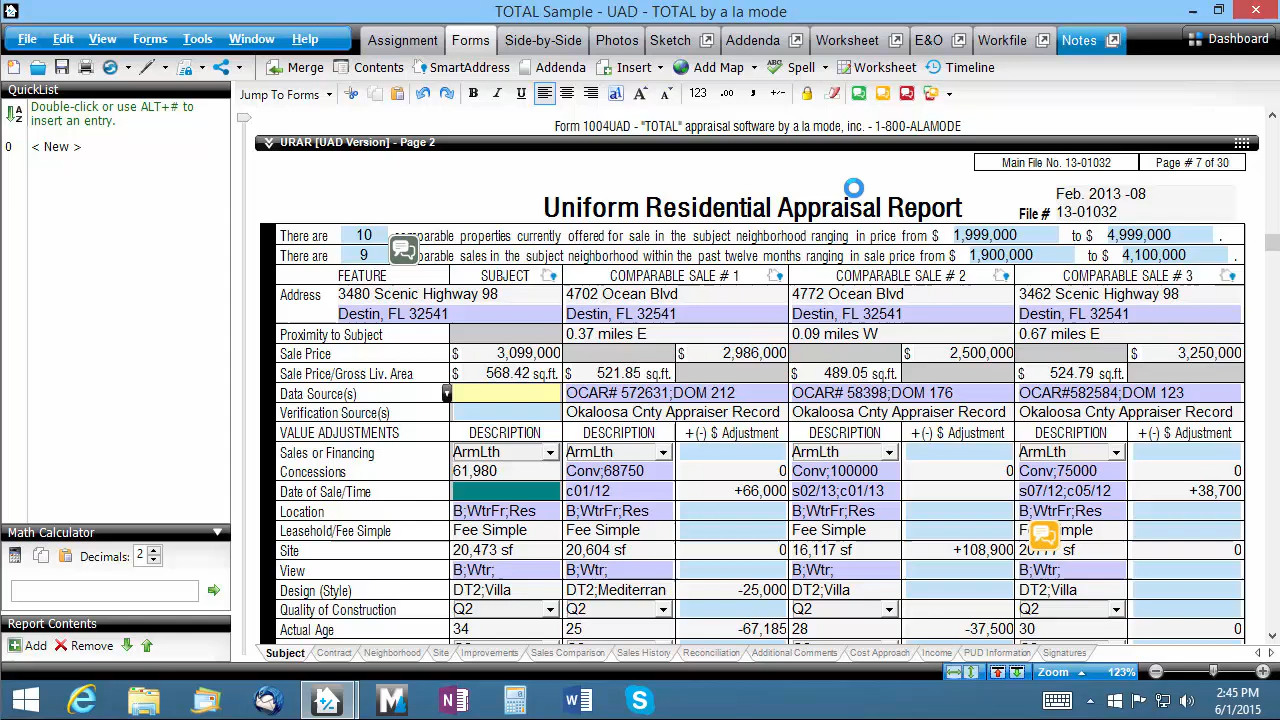 TOTAL Sample - UAD - TOTAL by a la mode
File Edit View Forms Tools Window Help
Assignment Forms Side-by-Side Photos Sketch Addenda Worksheet E&O Workfile Notes Dashboard
Merge Contents SmartAddress Addenda Insert Add Map Spell Worksheet Timeline
QuickList
Jump To Forms B I U A A A 123 .00 , +-
Double-click or use ALT+# to
insert an entry.
0 < New >
Form 1004UAD - "TOTAL" appraisal software by a la mode, inc. - 1-800-ALAMODE
URAR [UAD Version] - Page 2
Main File No. 13-01032 Page # 7 of 30
Feb. 2013 -08
Uniform Residential Appraisal Report File # 13-01032
There are 10 comparable properties currently offered for sale in the subject neighborhood ranging in price from $ 1,999,000 to $ 4,999,000 .
There are 9 parable sales in the subject neighborhood within the past twelve months ranging in sale price from $ 1,900,000 to $ 4,100,000 .
FEATURE SUBJECT COMPARABLE SALE # 1 COMPARABLE SALE # 2 COMPARABLE SALE # 3
Address 3480 Scenic Highway 98 4702 Ocean Blvd 4772 Ocean Blvd 3462 Scenic Highway 98
Destin, FL 32541 Destin, FL 32541 Destin, FL 32541 Destin, FL 32541
Proximity to Subject 0.37 miles E 0.09 miles W 0.67 miles E
Sale Price $ 3,099,000 $ 2,986,000 $ 2,500,000 $ 3,250,000
Sale Price/Gross Liv. Area $ 568.42 sq.ft. $ 521.85 sq.ft. $ 489.05 sq.ft. $ 524.79 sq.ft.
Data Source(s) OCAR# 572631;DOM 212 OCAR# 58398;DOM 176 OCAR#582584;DOM 123
Verification Source(s) Okaloosa Cnty Appraiser Record Okaloosa Cnty Appraiser Record Okaloosa Cnty Appraiser Record
VALUE ADJUSTMENTS DESCRIPTION DESCRIPTION +(-) $ Adjustment DESCRIPTION +(-) $ Adjustment DESCRIPTION +(-) $ Adjustment
Sales or Financing ArmLth ArmLth ArmLth ArmLth
Concessions 61,980 Conv;68750 0 Conv;100000 0 Conv;75000 0
Date of Sale/Time c01/12 +66,000 s02/13;c01/13 s07/12;c05/12 +38,700
Location B;WtrFr;Res B;WtrFr;Res B;WtrFr;Res B;WtrFr;Res
Leasehold/Fee Simple Fee Simple Fee Simple Fee Simple F mple
Site 20,473 sf 20,604 sf 0 16,117 sf +108,900 sf 0
View B;Wtr; B;Wtr; B;Wtr; B;Wtr;
Design (Style) DT2;Villa DT2;Mediterran -25,000 DT2;Villa DT2;Villa
Quality of Construction Q2 Q2 Q2 Q2
Actual Age 34 25 -67,185 28 -37,500 30 0
Math Calculator
Decimals: 2
Report Contents
Add Remove
Subject Contract Neighborhood Site Improvements Sales Comparison Sales History Reconciliation Additional Comments Cost Approach Income PUD Information Signatures
Zoom 123%
2:45 PM
6/1/2015